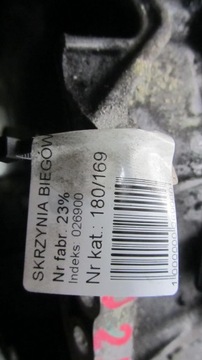 SKRZYNIA BIEGÓW
Nr fabr. 23%
Indeks 026900
Nr kat.: 180/169